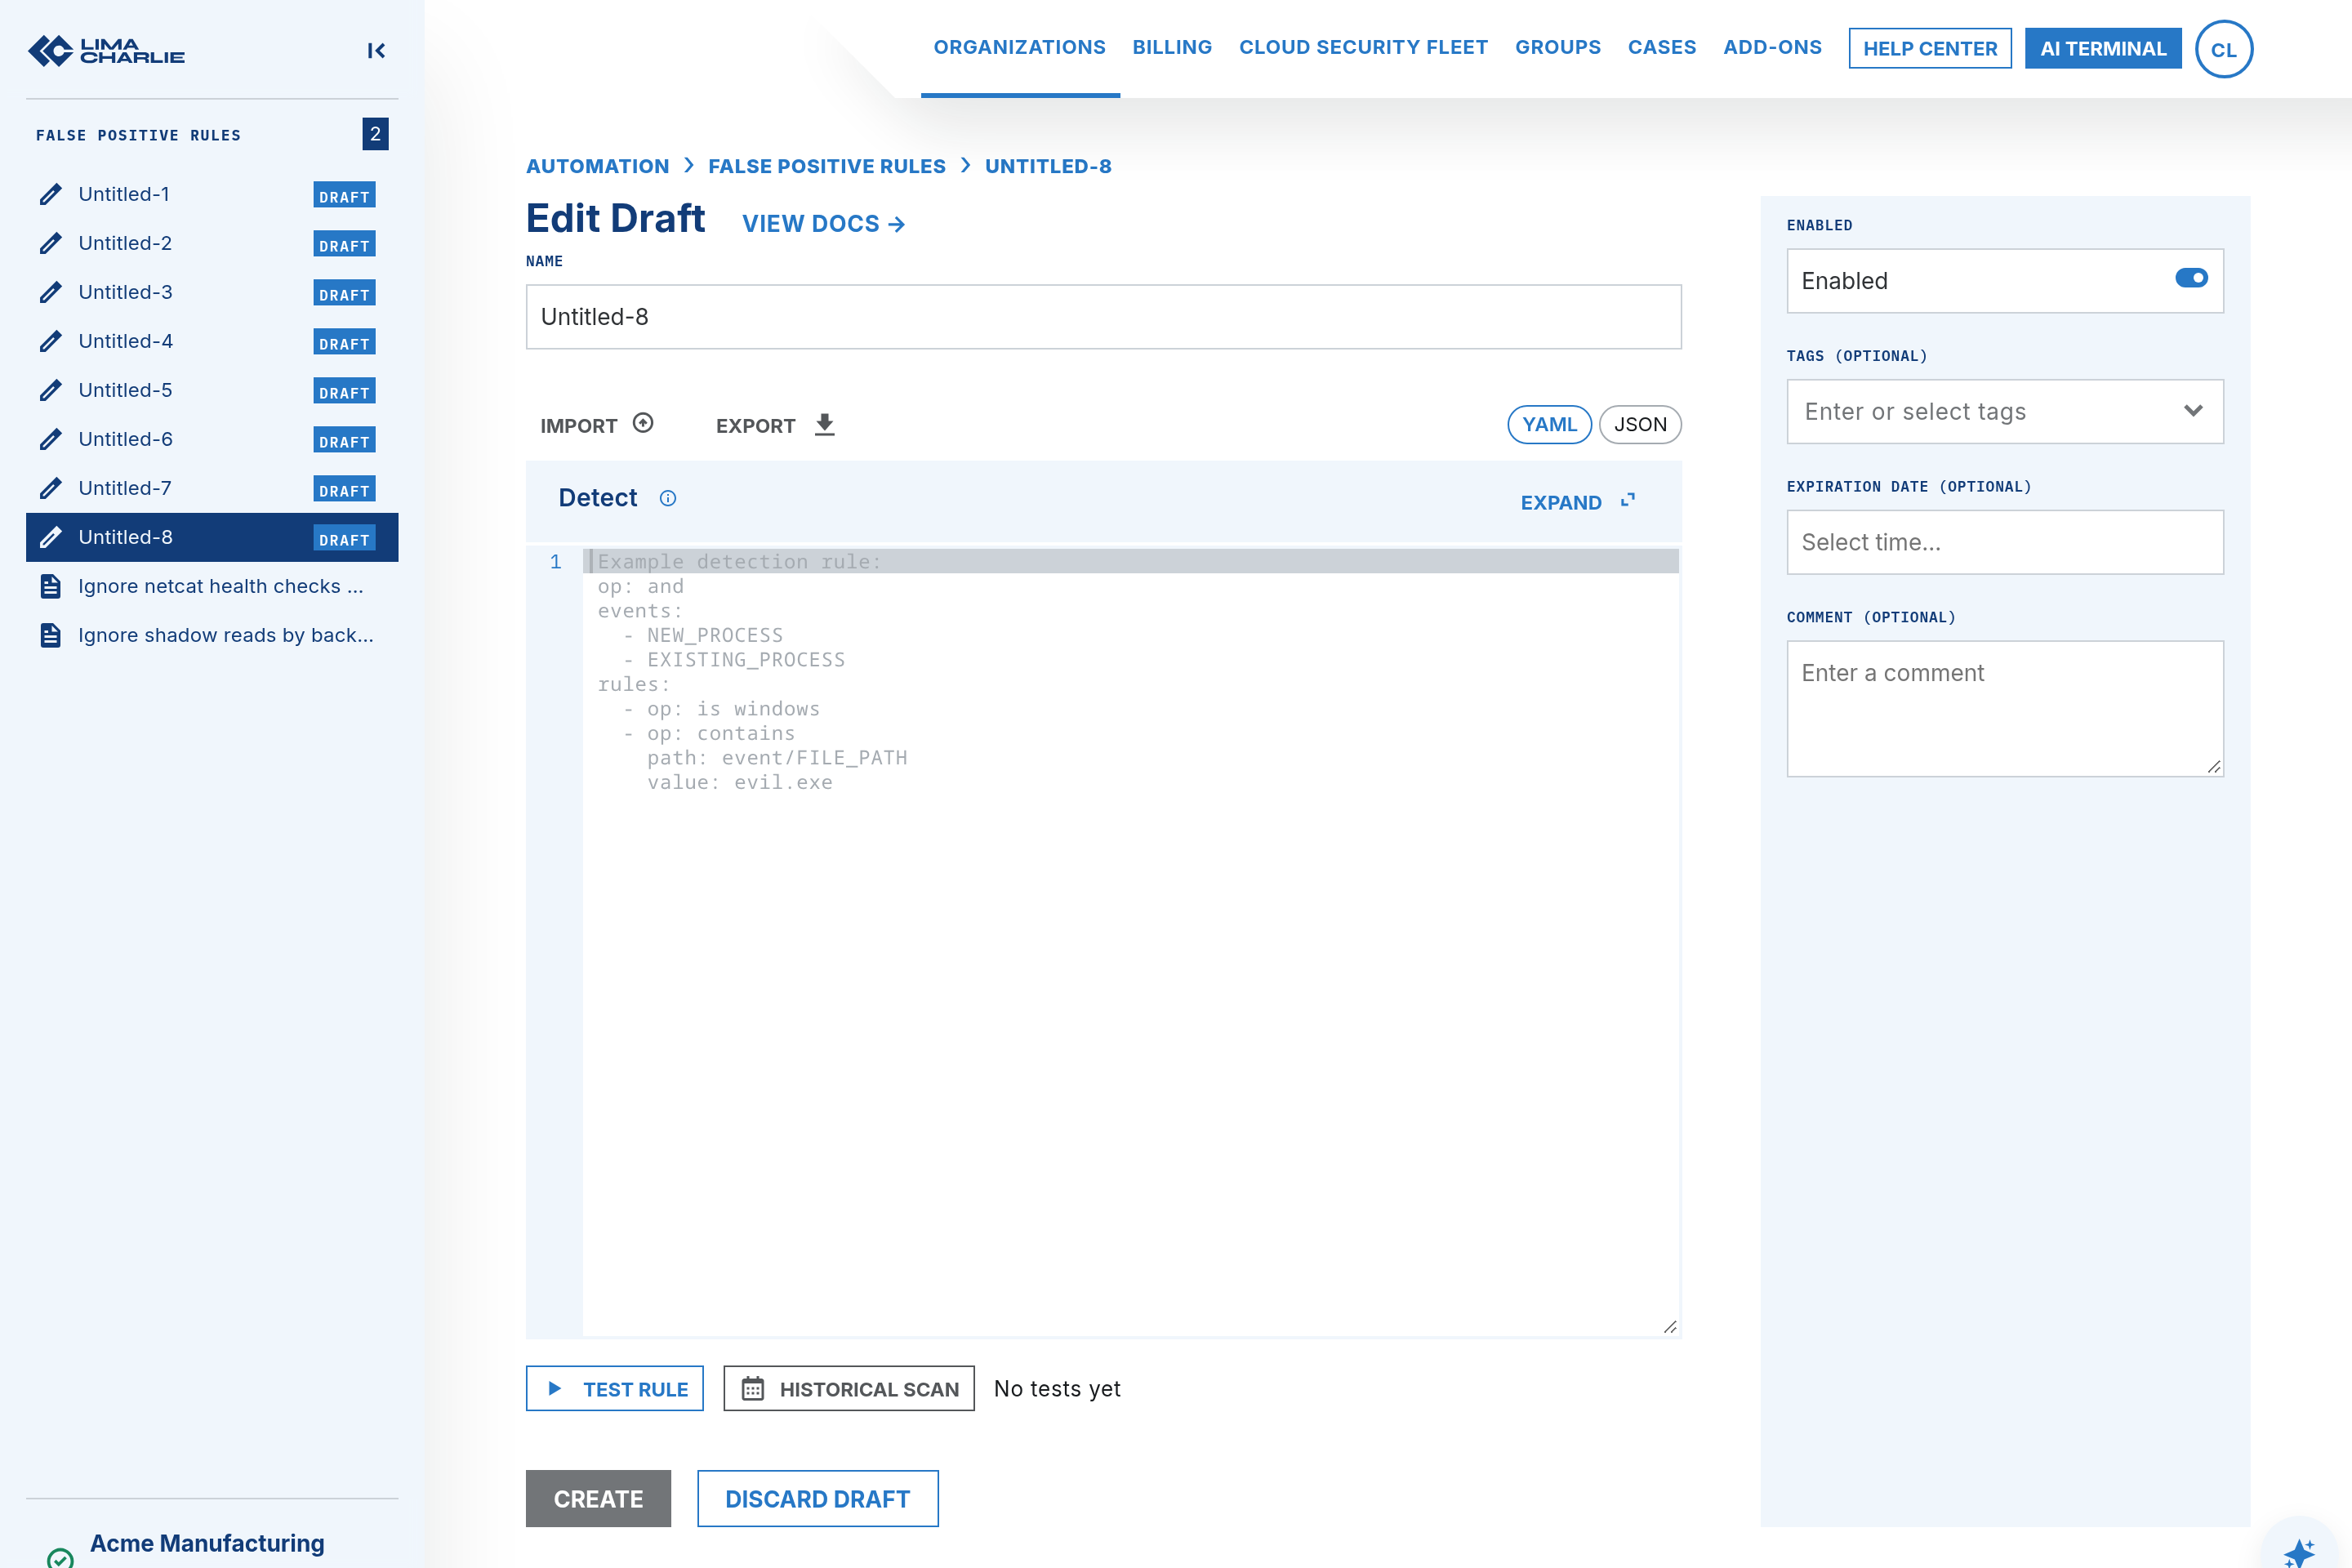 LIMA
CHARLIE
ORGANIZATIONS BILLING CLOUD SECURITY FLEET GROUPS CASES ADD-ONS HELP CENTER AI TERMINAL CL
FALSE POSITIVE RULES 2
Untitled-1 DRAFT
Untitled-2 DRAFT
Untitled-3 DRAFT
Untitled-4 DRAFT
Untitled-5 DRAFT
Untitled-6 DRAFT
Untitled-7 DRAFT
Untitled-8 DRAFT
Ignore netcat health checks ...
Ignore shadow reads by back...
Acme Manufacturing
AUTOMATION > FALSE POSITIVE RULES > UNTITLED-8
Edit Draft VIEW DOCS →
NAME
Untitled-8
IMPORT EXPORT YAML JSON
Detect EXPAND
1 Example detection rule:
op: and
events:
  - NEW_PROCESS
  - EXISTING_PROCESS
rules:
  - op: is windows
  - op: contains
    path: event/FILE_PATH
    value: evil.exe
TEST RULE HISTORICAL SCAN No tests yet
CREATE DISCARD DRAFT
ENABLED
Enabled
TAGS (OPTIONAL)
Enter or select tags
EXPIRATION DATE (OPTIONAL)
Select time...
COMMENT (OPTIONAL)
Enter a comment